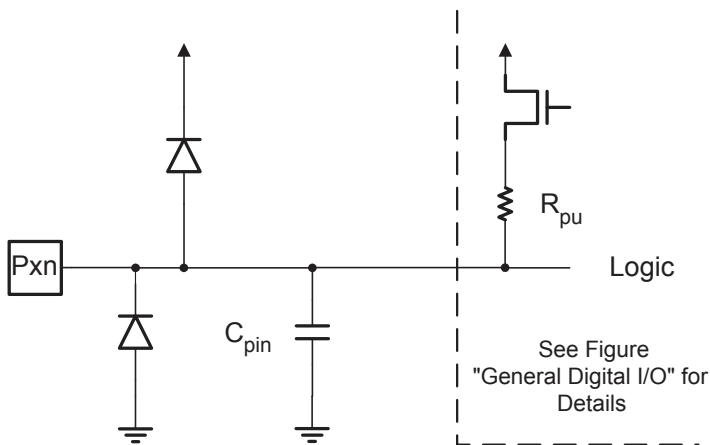 R_pu
Pxn
Logic
C_pin
See Figure
"General Digital I/O" for
Details